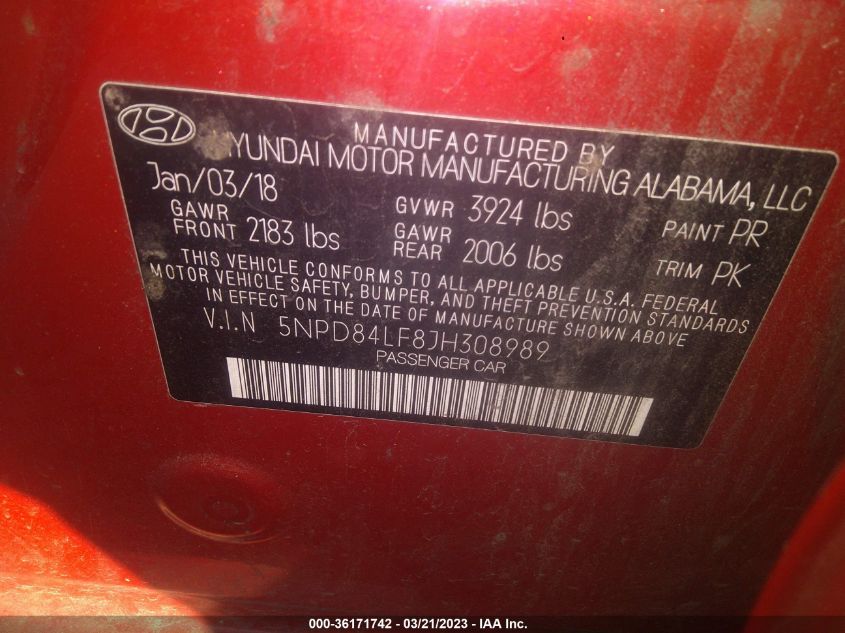 MANUFACTURED BY
HYUNDAI MOTOR MANUFACTURING ALABAMA, LLC
Jan/03/18
GAWR FRONT 2183 lbs
GVWR 3924 lbs
GAWR REAR 2006 lbs
PAINT PR
TRIM PK
THIS VEHICLE CONFORMS TO ALL APPLICABLE U.S.A. FEDERAL
MOTOR VEHICLE SAFETY, BUMPER, AND THEFT PREVENTION STANDARDS
IN EFFECT ON THE DATE OF MANUFACTURE SHOWN ABOVE
V.I.N 5NPD84LF8JH308989
PASSENGER CAR
000-36171742 — 03/21/2023 — IAA Inc.